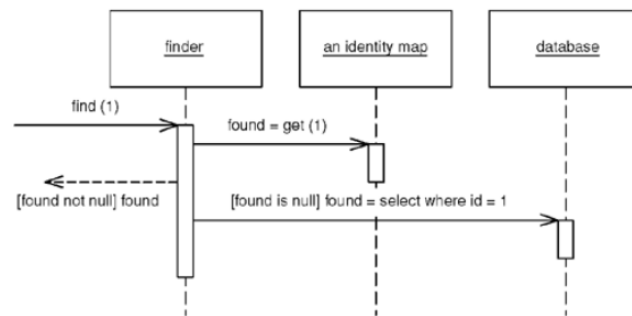 finder
an identity map
database
find (1)
found = get (1)
[found not null] found
[found is null] found = select where id = 1